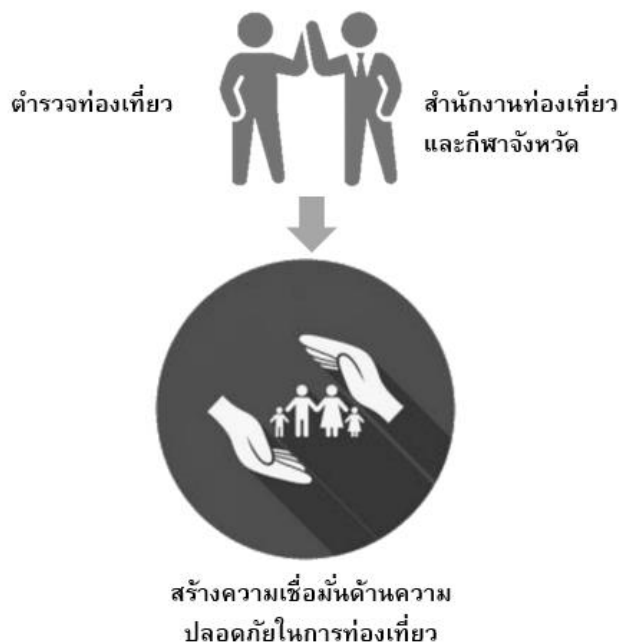 ตำรวจท่องเที่ยว
สำนักงานท่องเที่ยว
และกีฬาจังหวัด
สร้างความเชื่อมั่นด้านความ
ปลอดภัยในการท่องเที่ยว